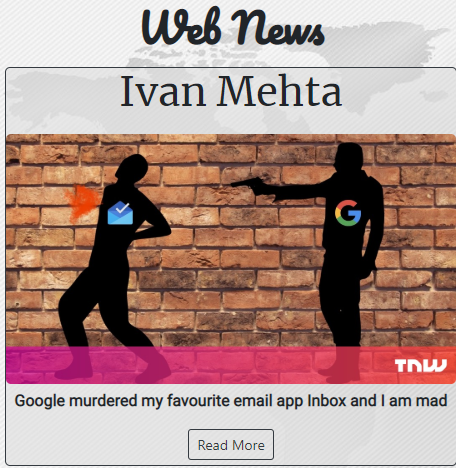 Web News
Ivan Mehta
TNW
Google murdered my favourite email app Inbox and I am mad
Read More